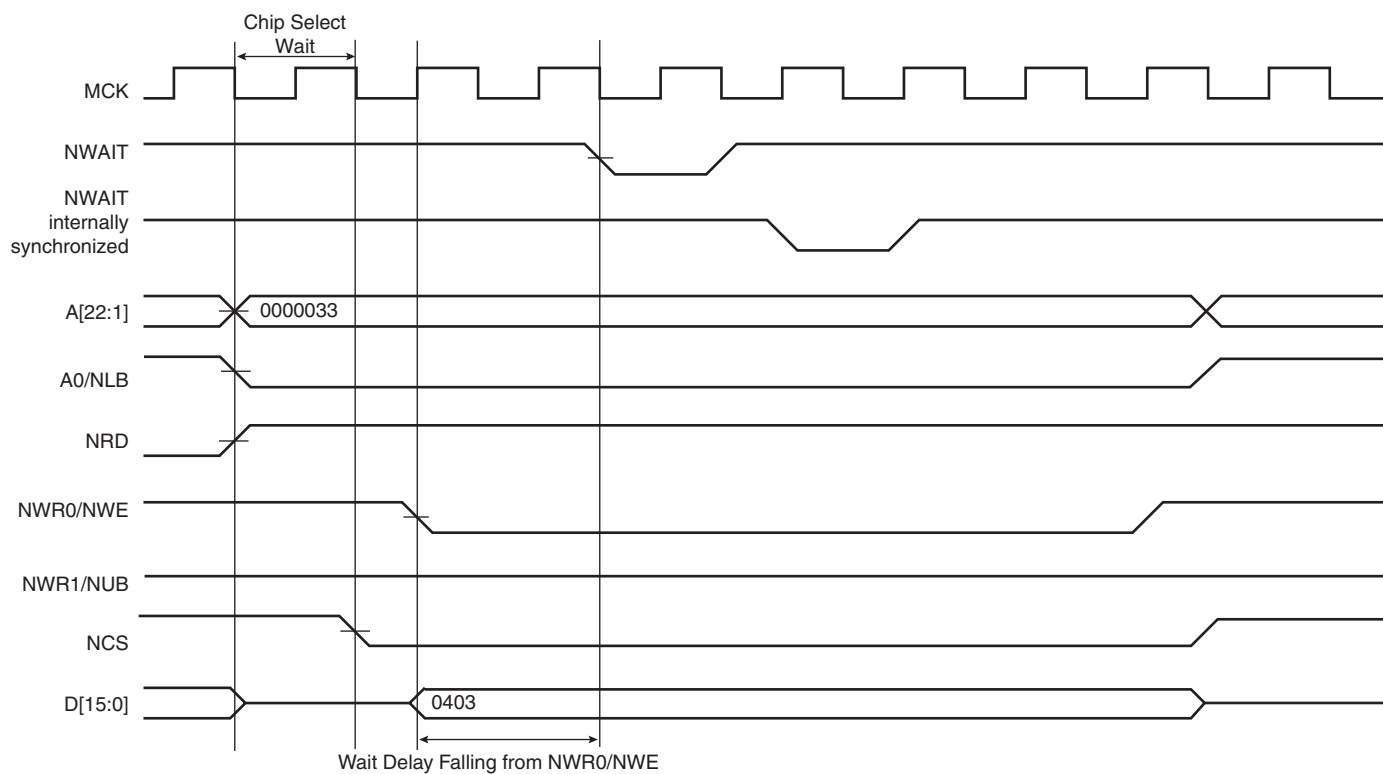 Chip Select
Wait
MCK
NWAIT
NWAIT
internally
synchronized
A[22:1]
0000033
A0/NLB
NRD
NWR0/NWE
NWR1/NUB
NCS
D[15:0]
0403
Wait Delay Falling from NWR0/NWE